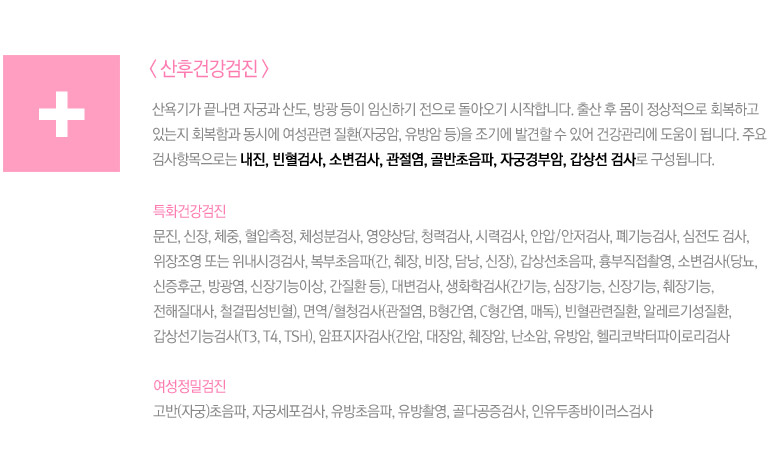 〈 산후건강검진 〉
산욕기가 끝나면 자궁과 산도, 방광 등이 임신하기 전으로 돌아오기 시작합니다. 출산 후 몸이 정상적으로 회복하고
있는지 회복함과 동시에 여성관련 질환(자궁암, 유방암 등)을 조기에 발견할 수 있어 건강관리에 도움이 됩니다. 주요
검사항목으로는 내진, 빈혈검사, 소변검사, 관절염, 골반초음파, 자궁경부암, 갑상선 검사로 구성됩니다.
특화건강검진
문진, 신장, 체중, 혈압측정, 체성분검사, 영양상담, 청력검사, 시력검사, 안압/안저검사, 폐기능검사, 심전도 검사,
위장조영 또는 위내시경검사, 복부초음파(간, 췌장, 비장, 담낭, 신장), 갑상선초음파, 흉부직접촬영, 소변검사(당뇨,
신증후군, 방광염, 신장기능이상, 간질환 등), 대변검사, 생화학검사(간기능, 심장기능, 신장기능, 췌장기능,
전해질대사, 철결핍성빈혈), 면역/혈청검사(관절염, B형간염, C형간염, 매독), 빈혈관련질환, 알레르기성질환,
갑상선기능검사(T3, T4, TSH), 암표지자검사(간암, 대장암, 췌장암, 난소암, 유방암, 헬리코박터파이로리검사
여성정밀검진
고반(자궁)초음파, 자궁세포검사, 유방초음파, 유방촬영, 골다공증검사, 인유두종바이러스검사